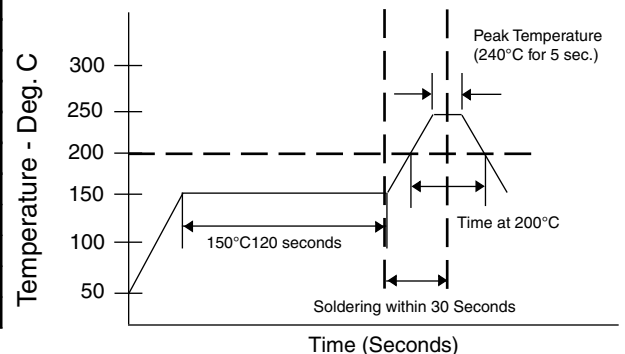 Temperature - Deg. C
300
250
200
150
100
50
Peak Temperature
(240°C for 5 sec.)
Time at 200°C
150°C120 seconds
Soldering within 30 Seconds
Time (Seconds)